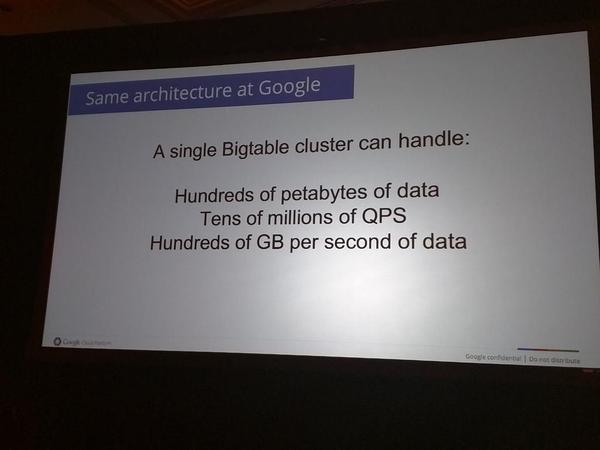 Same architecture at Google
A single Bigtable cluster can handle:
Hundreds of petabytes of data
Tens of millions of QPS
Hundreds of GB per second of data
Google Cloud Platform
Google confidential | Do not distribute